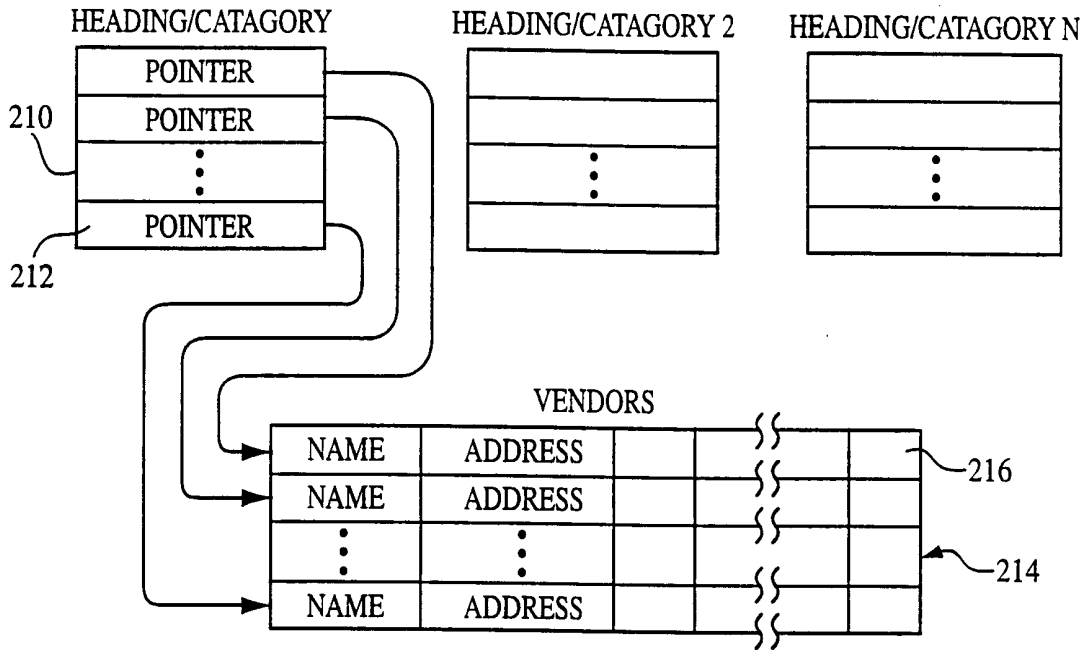 HEADING/CATAGORY
HEADING/CATAGORY 2
HEADING/CATAGORY N
POINTER
POINTER
210
POINTER
212
VENDORS
NAME ADDRESS
216
NAME ADDRESS
214
NAME ADDRESS